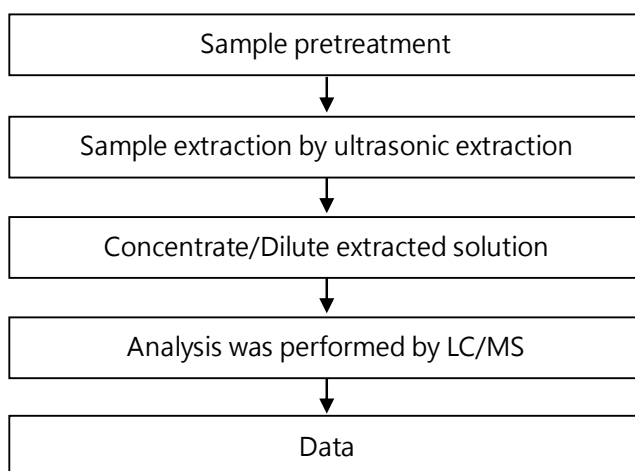 Sample pretreatment
Sample extraction by ultrasonic extraction
Concentrate/Dilute extracted solution
Analysis was performed by LC/MS
Data